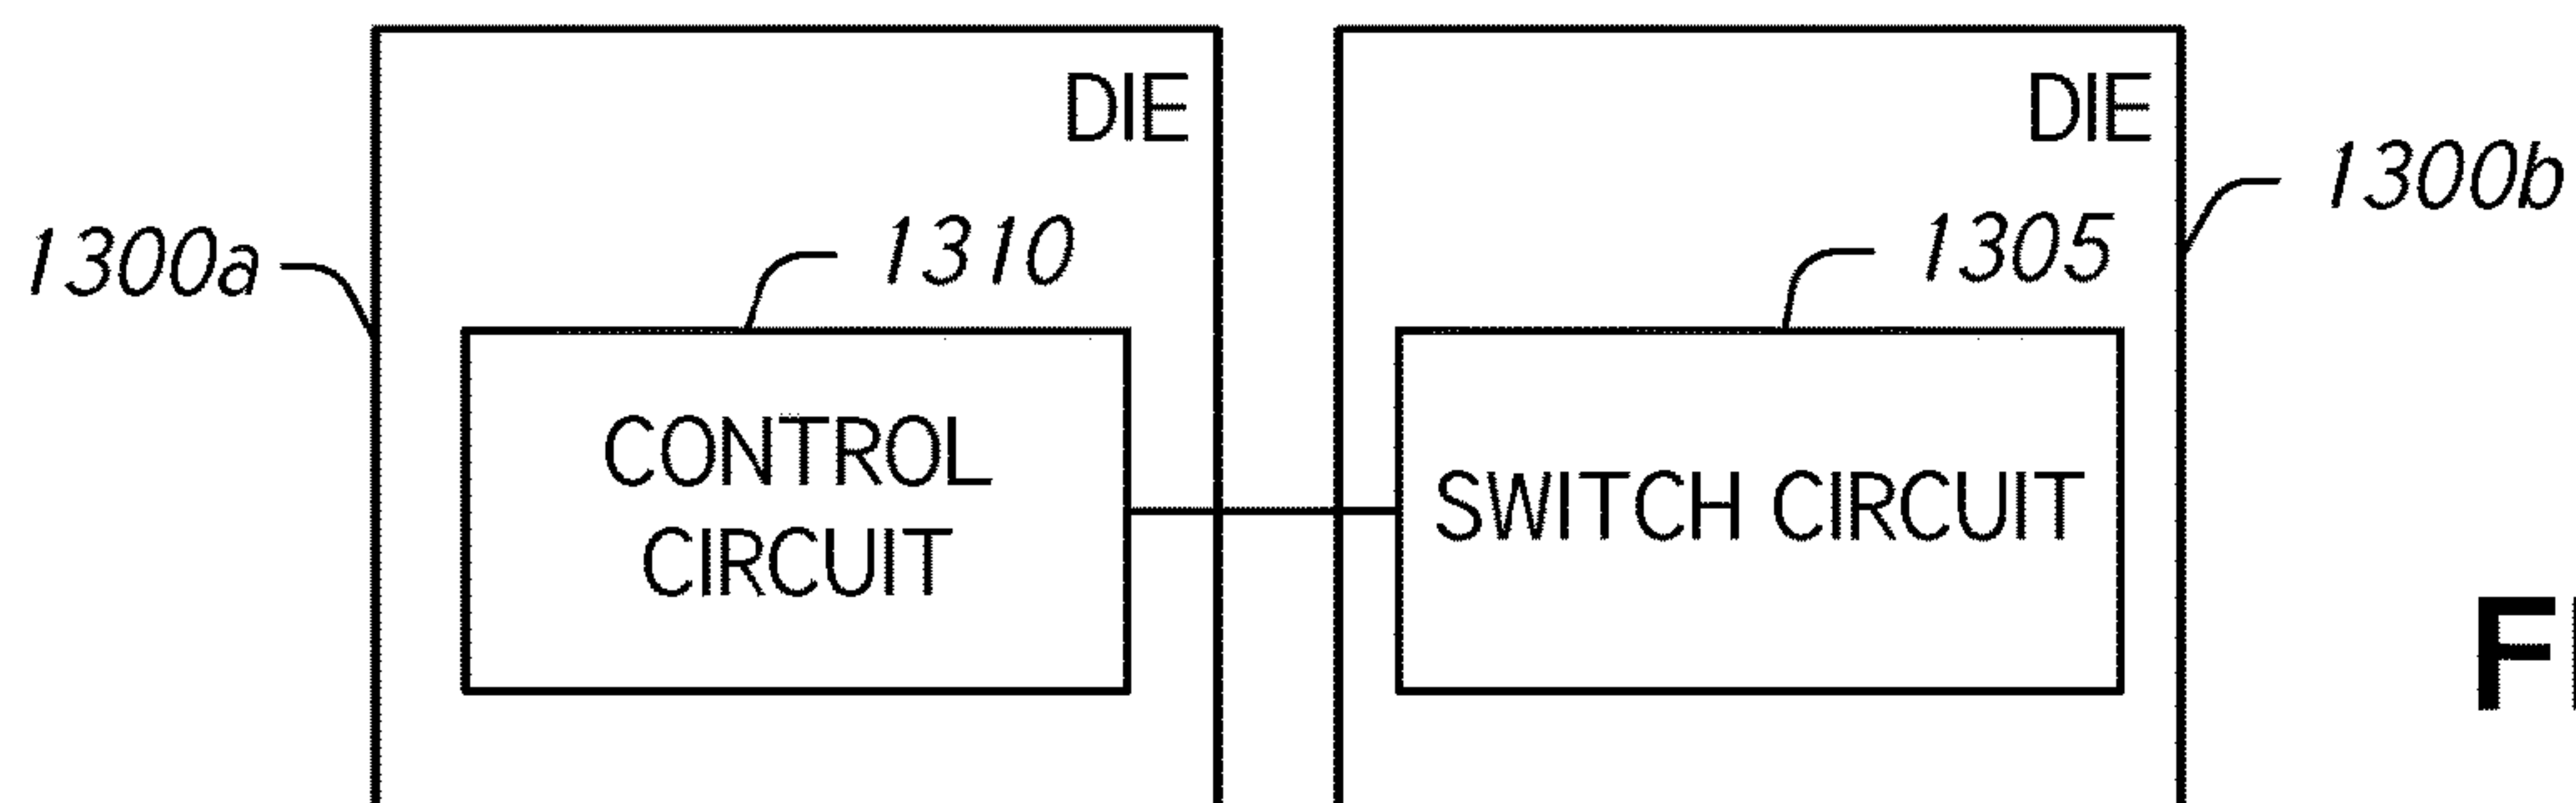 DIE
DIE
1300b
1300a
1310
1305
CONTROL
CIRCUIT
SWITCH CIRCUIT